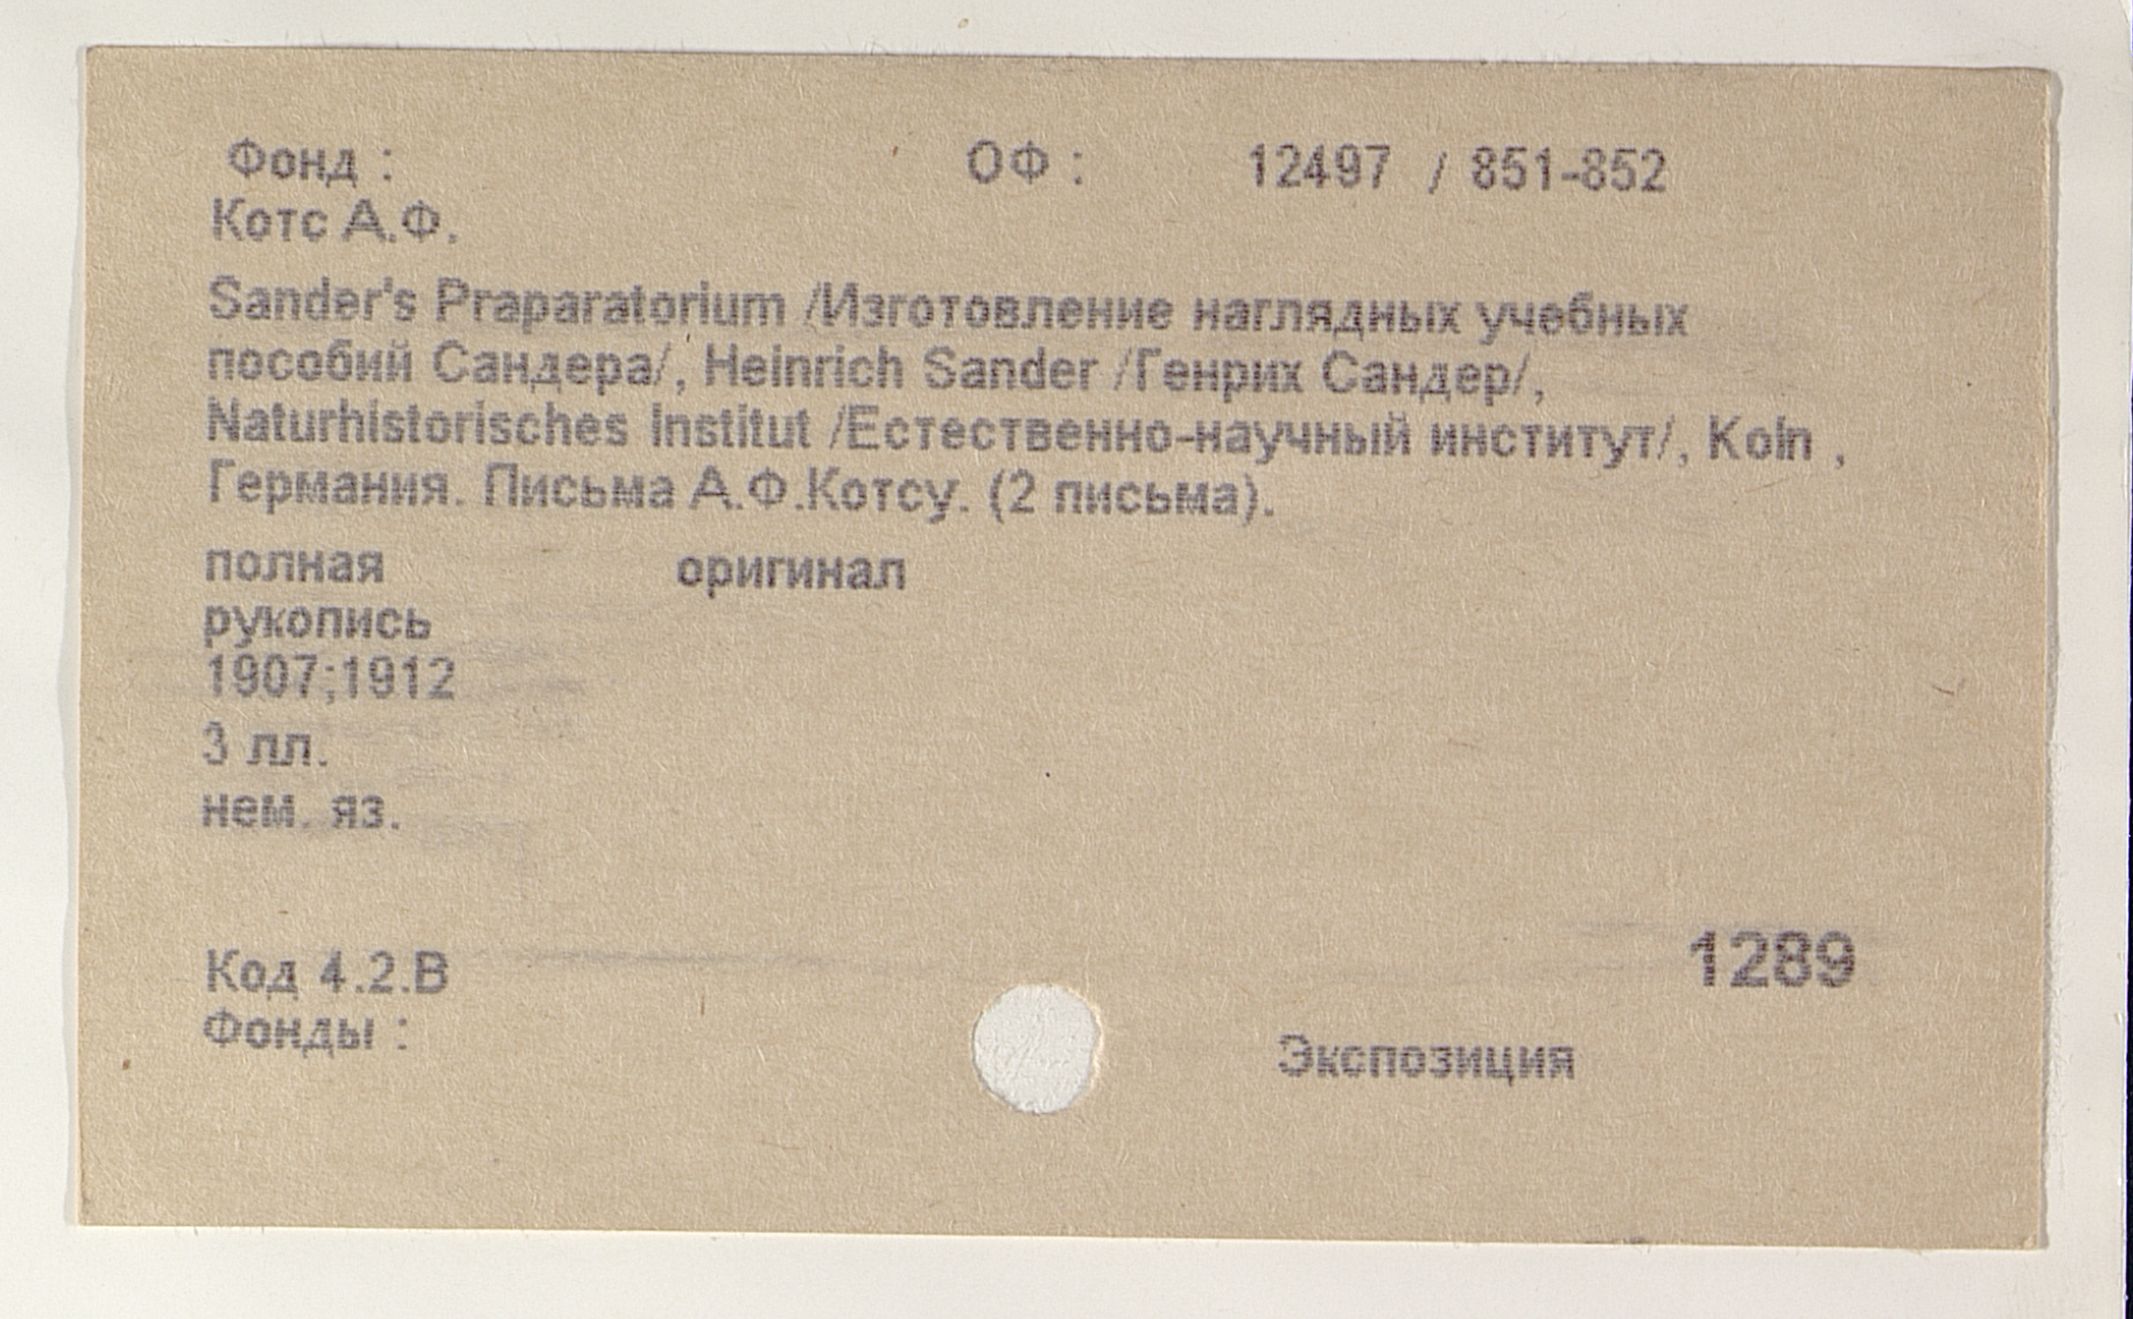 Фонд : ОФ : 12497 / 851-852
Котс А.Ф.
Sander's Praparatorium /Изготовление наглядных учебных
пособий Сандера/, Heinrich Sander /Генрих Сандер/,
Naturhistorisches Institut /Естественно-научный институт/, Koln ,
Германия. Письма А.Ф.Котсу. (2 письма).
полная оригинал
рукопись
1907;1912
3 лл.
нем. яз.
1289
Код 4.2.В
Фонды :
Экспозиция